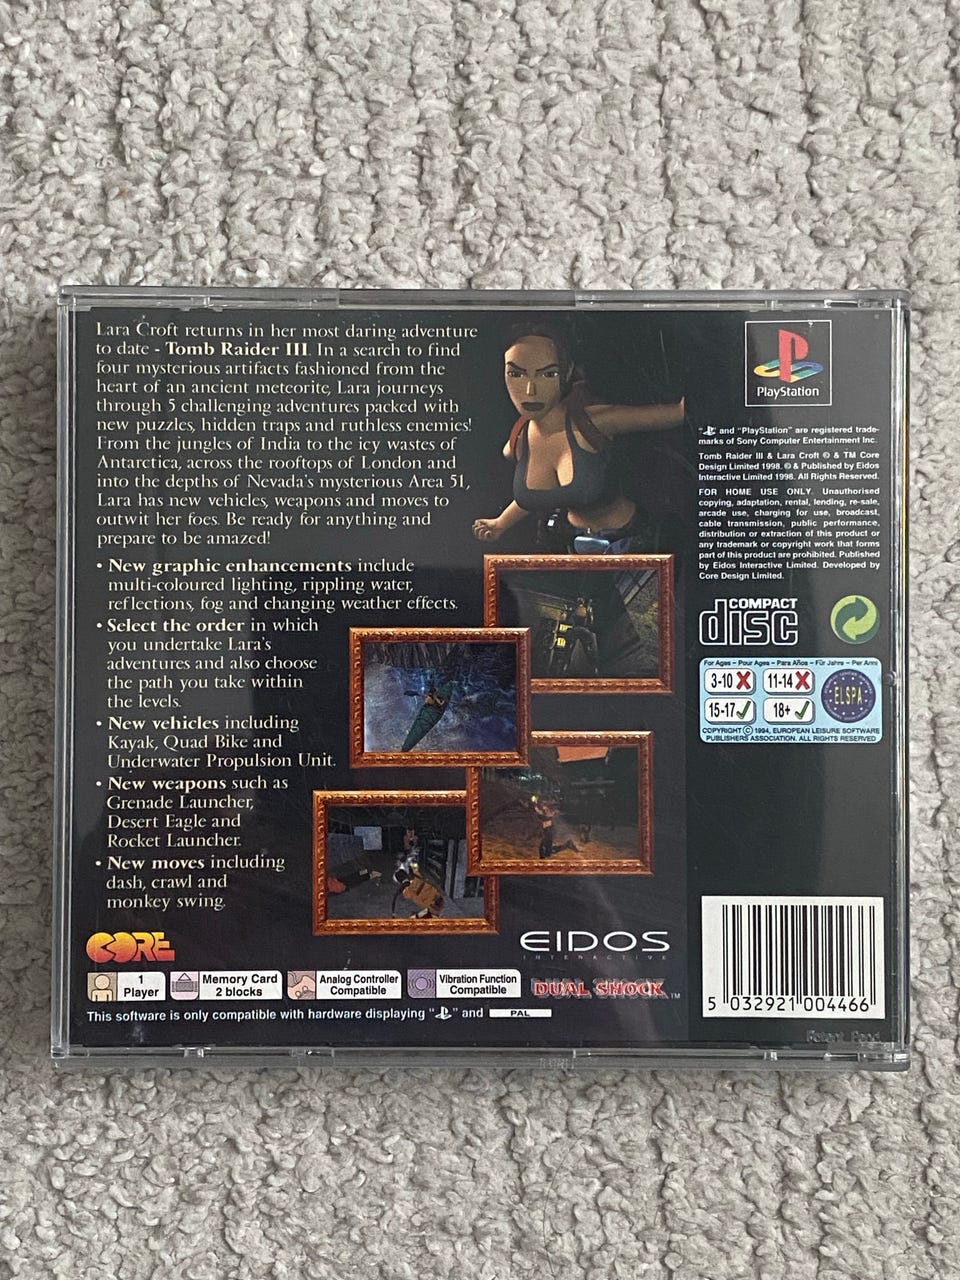 Lara Croft returns in her most daring adventure
to date - Tomb Raider III. In a search to find
four mysterious artifacts fashioned from the
heart of an ancient meteorite, Lara journeys
through 5 challenging adventures packed with
new puzzles, hidden traps and ruthless enemies!
From the jungles of India to the icy wastes of
Antarctica, across the rooftops of London and
into the depths of Nevada's mysterious Area 51,
Lara has new vehicles, weapons and moves to
outwit her foes. Be ready for anything and
prepare to be amazed!
• New graphic enhancements include
multi-coloured lighting, rippling water,
reflections, fog and changing weather effects.
• Select the order in which
you undertake Lara's
adventures and also choose
the path you take within
the levels.
• New vehicles including
Kayak, Quad Bike and
Underwater Propulsion Unit.
• New weapons such as
Grenade Launcher,
Desert Eagle and
Rocket Launcher.
• New moves including
dash, crawl and
monkey swing.
CORE
EIDOS
INTERACTIVE
1
Player
Memory Card
2 blocks
Analog Controller
Compatible
Vibration Function
Compatible
DUAL SHOCK™
This software is only compatible with hardware displaying " " and PAL
PlayStation
" " and "PlayStation" are registered trade-
marks of Sony Computer Entertainment Inc.
Tomb Raider III & Lara Croft © & TM Core
Design Limited 1998. © & Published by Eidos
Interactive Limited 1998. All Rights Reserved.
FOR HOME USE ONLY. Unauthorised
copying, adaptation, rental, lending, re-sale,
arcade use, charging for use, broadcast,
cable transmission, public performance,
distribution or extraction of this product or
any trademark or copyright work that forms
part of this product are prohibited. Published
by Eidos Interactive Limited. Developed by
Core Design Limited.
COMPACT
disc
For Ages – Pour Ages – Para Años – Für Jahre – Per Anni
3-10 11-14
15-17 18+
ELSPA
COPYRIGHT © 1994, EUROPEAN LEISURE SOFTWARE
PUBLISHERS ASSOCIATION. ALL RIGHTS RESERVED
5 032921 004466
Patent Pend.